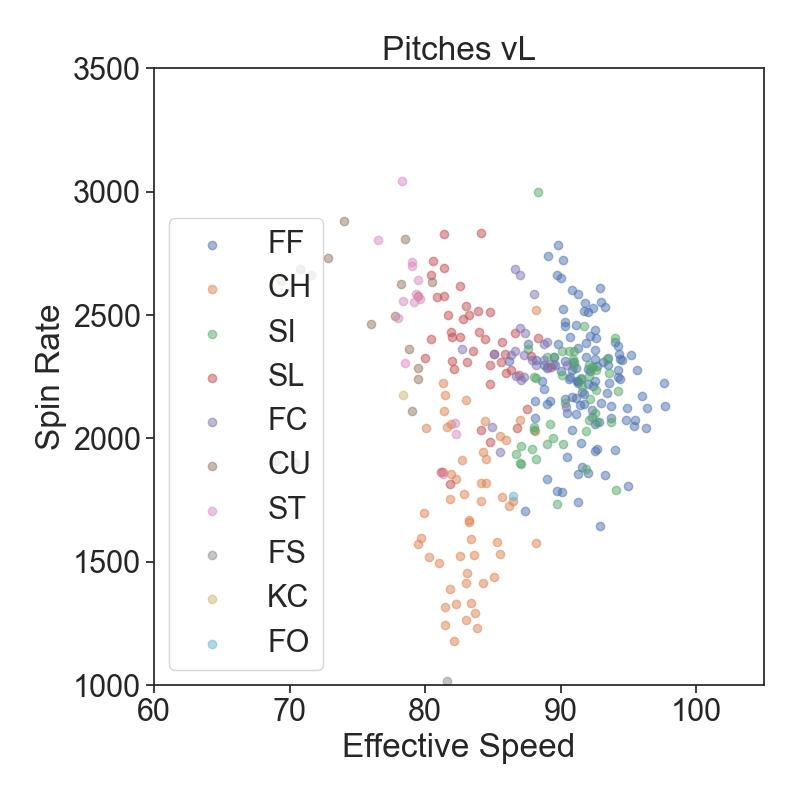 Pitches vL
3500
3000
2500
2000
1500
1000
Spin Rate
FF
CH
SI
SL
FC
CU
ST
FS
KC
FO
60 70 80 90 100
Effective Speed